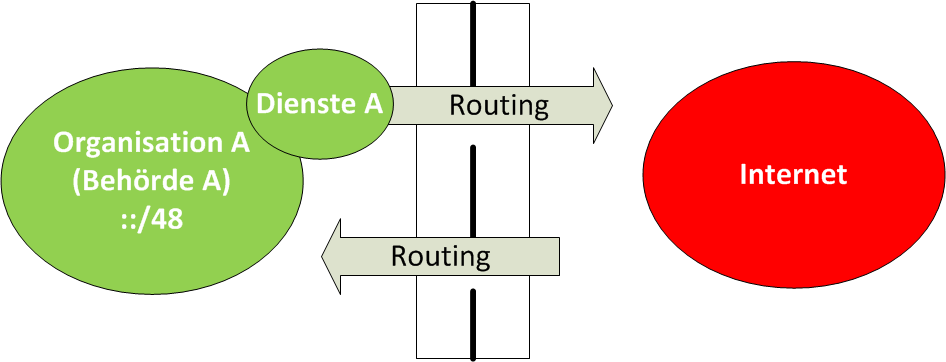 Dienste A
Routing
Organisation A
(Behörde A)
::/48
Internet
Routing